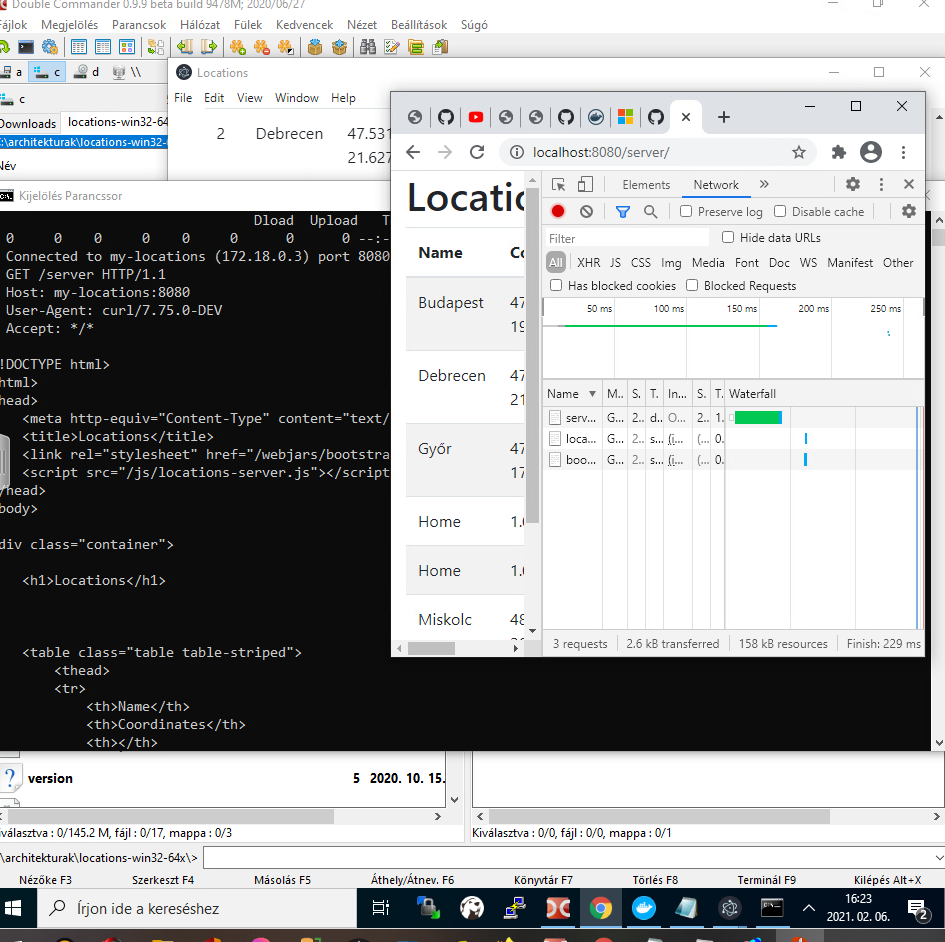 Double Commander 0.9.9 beta build 9478M; 2020/06/27
Fájlok Megjelölés Parancsok Hálózat Fülek Kedvencek Nézet Beállítások Súgó
a c d \\
c
Downloads locations-win32-64
:\architekturak\locations-win32-6
Név
Locations
File Edit View Window Help
2 Debrecen 47.531
21.627
Kijelölés Parancssor
Dload Upload T
0 0 0 0 0 0 0 0 --:-
Connected to my-locations (172.18.0.3) port 8080
GET /server HTTP/1.1
Host: my-locations:8080
User-Agent: curl/7.75.0-DEV
Accept: */*
!DOCTYPE html>
html>
head>
<meta http-equiv="Content-Type" content="text/
<title>Locations</title>
<link rel="stylesheet" href="/webjars/bootstra
<script src="/js/locations-server.js"></script
/head>
body>
div class="container">
<h1>Locations</h1>
<table class="table table-striped">
<thead>
<tr>
<th>Name</th>
<th>Coordinates</th>
<th></th>
localhost:8080/server/
Locatio
Name Co
Budapest 47
19
Debrecen 47
21
Győr 47
17
Home 1.0
Home 1.0
Miskolc 48
Elements Network »
Preserve log Disable cache
Filter Hide data URLs
All XHR JS CSS Img Media Font Doc WS Manifest Other
Has blocked cookies Blocked Requests
50 ms 100 ms 150 ms 200 ms 250 ms
Name M.. S. T. In... S. T. Waterfall
serv... G... 2.. d.. O... 2.. 1.
loca... G... 2.. s... (i... (... 0.
boo... G... 2.. s... (i... (... 0.
3 requests 2.6 kB transferred 158 kB resources Finish: 229 ms
version 5 2020. 10. 15.
iválasztva : 0/145.2 M, fájl : 0/17, mappa : 0/3 Kiválasztva : 0/0, fájl : 0/0, mappa : 0/1
\architekturak\locations-win32-64x\>
Nézőke F3 Szerkeszt F4 Másolás F5 Áthely/Átnev. F6 Könyvtár F7 Törlés F8 Terminál F9 Kilépés Alt+X
Írjon ide a kereséshez
16:23
2021. 02. 06.
2